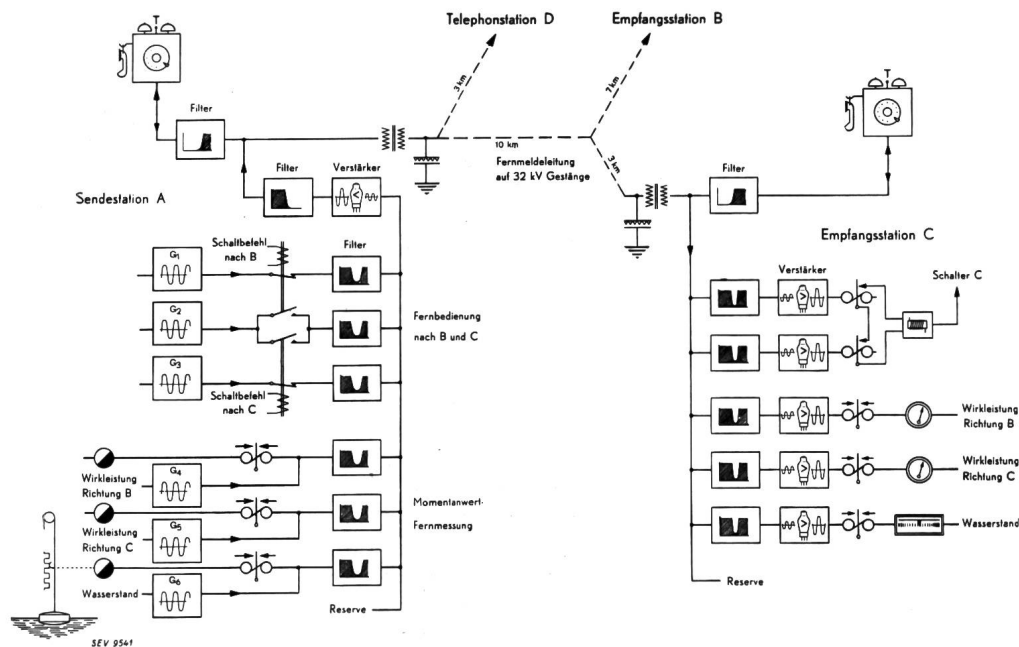 Telephonstation D
Empfangsstation B
T
3 km
7 km
T
Filter
10 km
Fernmeldeleitung
auf 32 kV Gestänge
3 km
Filter
Filter
Verstärker
Sendestation A
Empfangsstation C
Schaltbefehl
nach B
Filter
G1
G2
G3
Fernbedienung
nach B und C
Schaltbefehl
nach C
Verstärker
Schalter C
Wirkleistung
Richtung B
Wirkleistung
Richtung C
Wasserstand
Reserve
Wirkleistung
Richtung B
G4
Wirkleistung
Richtung C
G5
Momentanwert-
Fernmessung
G6
Wasserstand
Reserve
SEV 9541